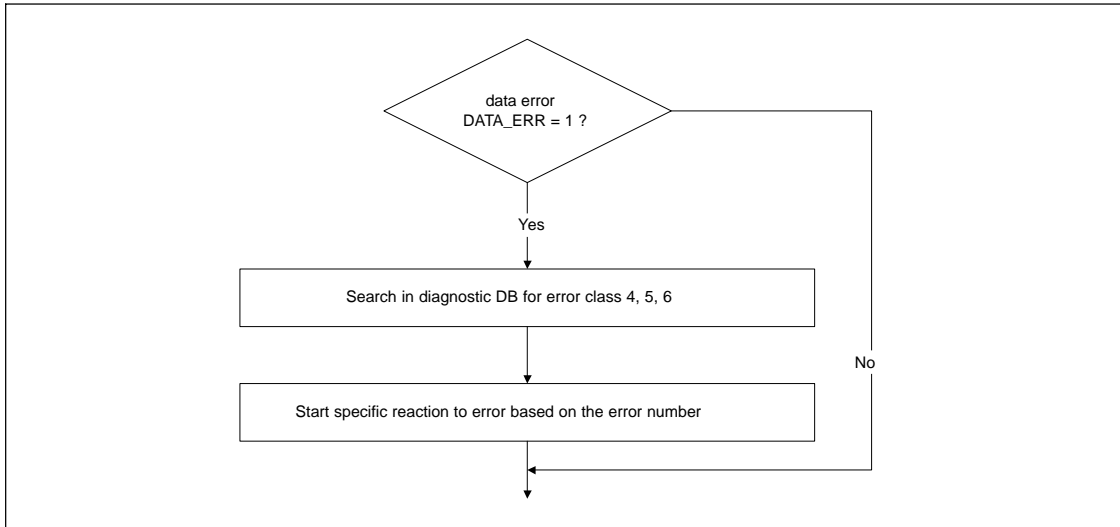 data error
DATA_ERR = 1 ?
Yes
Search in diagnostic DB for error class 4, 5, 6
No
Start specific reaction to error based on the error number